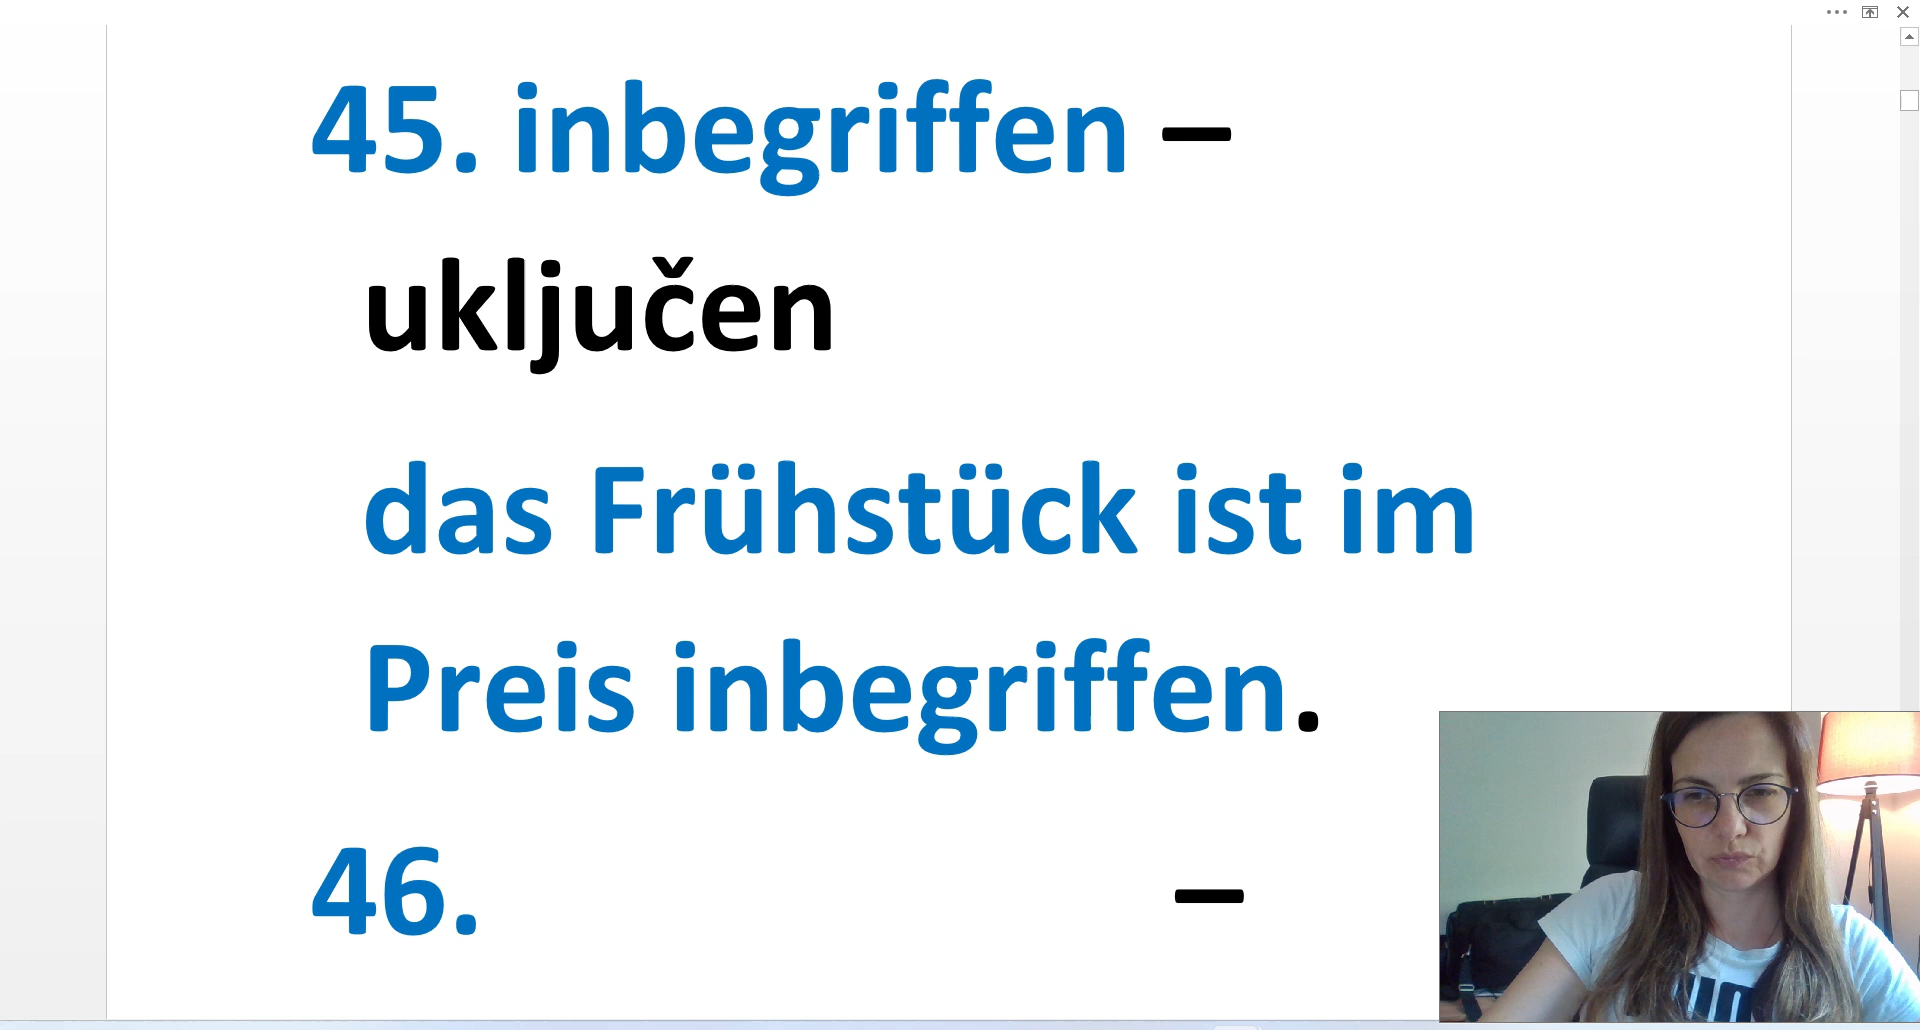 45. inbegriffen –
uključen
das Frühstück ist im
Preis inbegriffen.
46. –